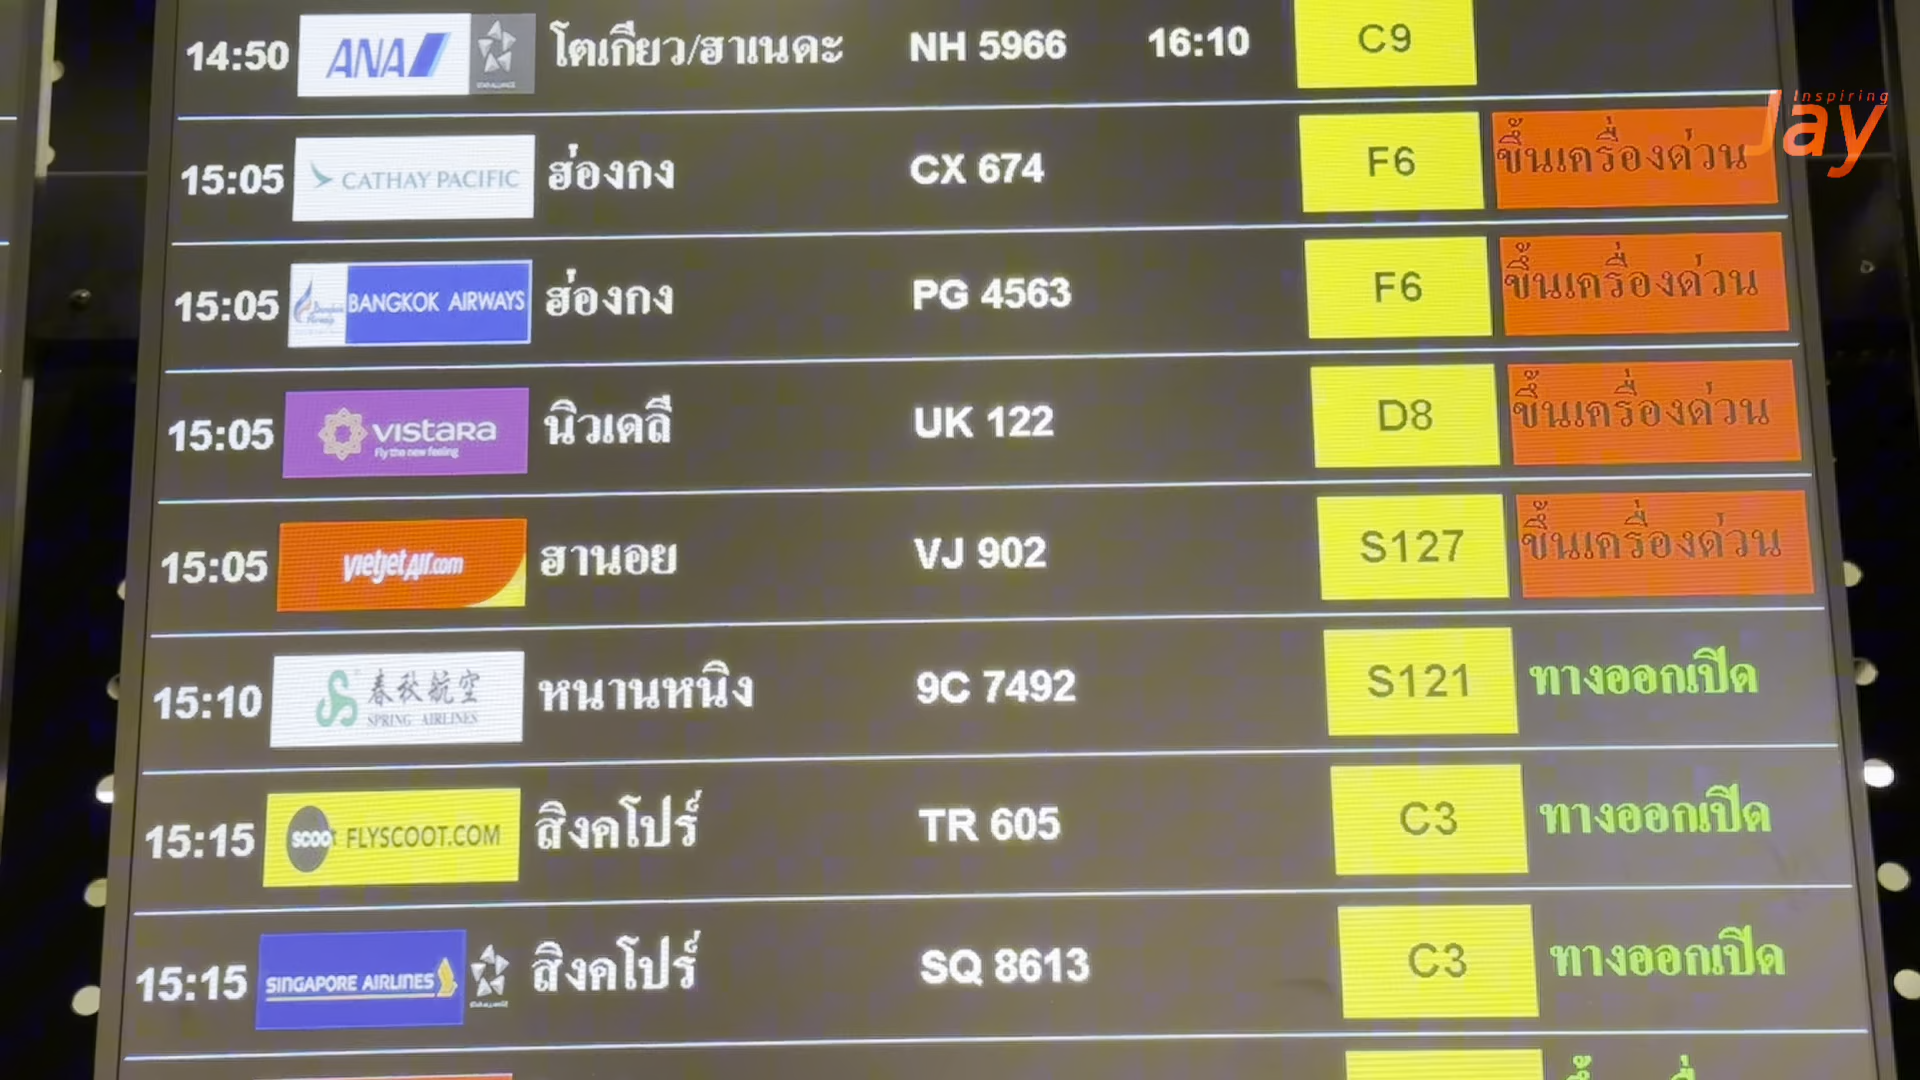 Inspiring
Jay
14:50 ANA โตเกียว/ฮาเนดะ NH 5966 16:10 C9
15:05 CATHAY PACIFIC ฮ่องกง CX 674 F6 ขึ้นเครื่องด่วน
15:05 BANGKOK AIRWAYS ฮ่องกง PG 4563 F6 ขึ้นเครื่องด่วน
15:05 VISTARA Fly the new feeling นิวเดลี UK 122 D8 ขึ้นเครื่องด่วน
15:05 vietjetAir.com ฮานอย VJ 902 S127 ขึ้นเครื่องด่วน
15:10 春秋航空 SPRING AIRLINES หนานหนิง 9C 7492 S121 ทางออกเปิด
15:15 scoot FLYSCOOT.COM สิงคโปร์ TR 605 C3 ทางออกเปิด
15:15 SINGAPORE AIRLINES สิงคโปร์ SQ 8613 C3 ทางออกเปิด